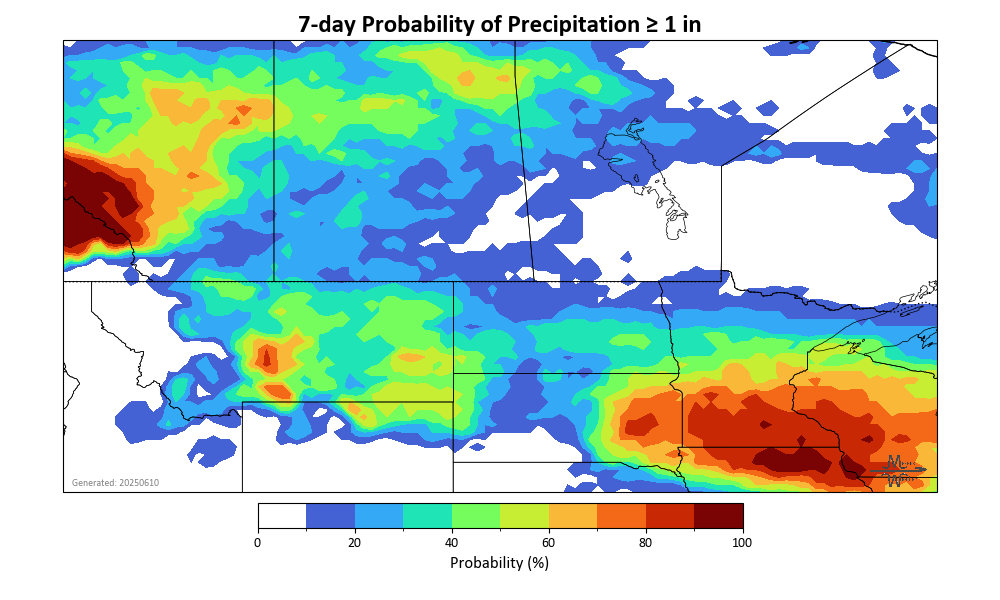 7-day Probability of Precipitation ≥ 1 in
Generated: 20250610
0 20 40 60 80 100
Probability (%)